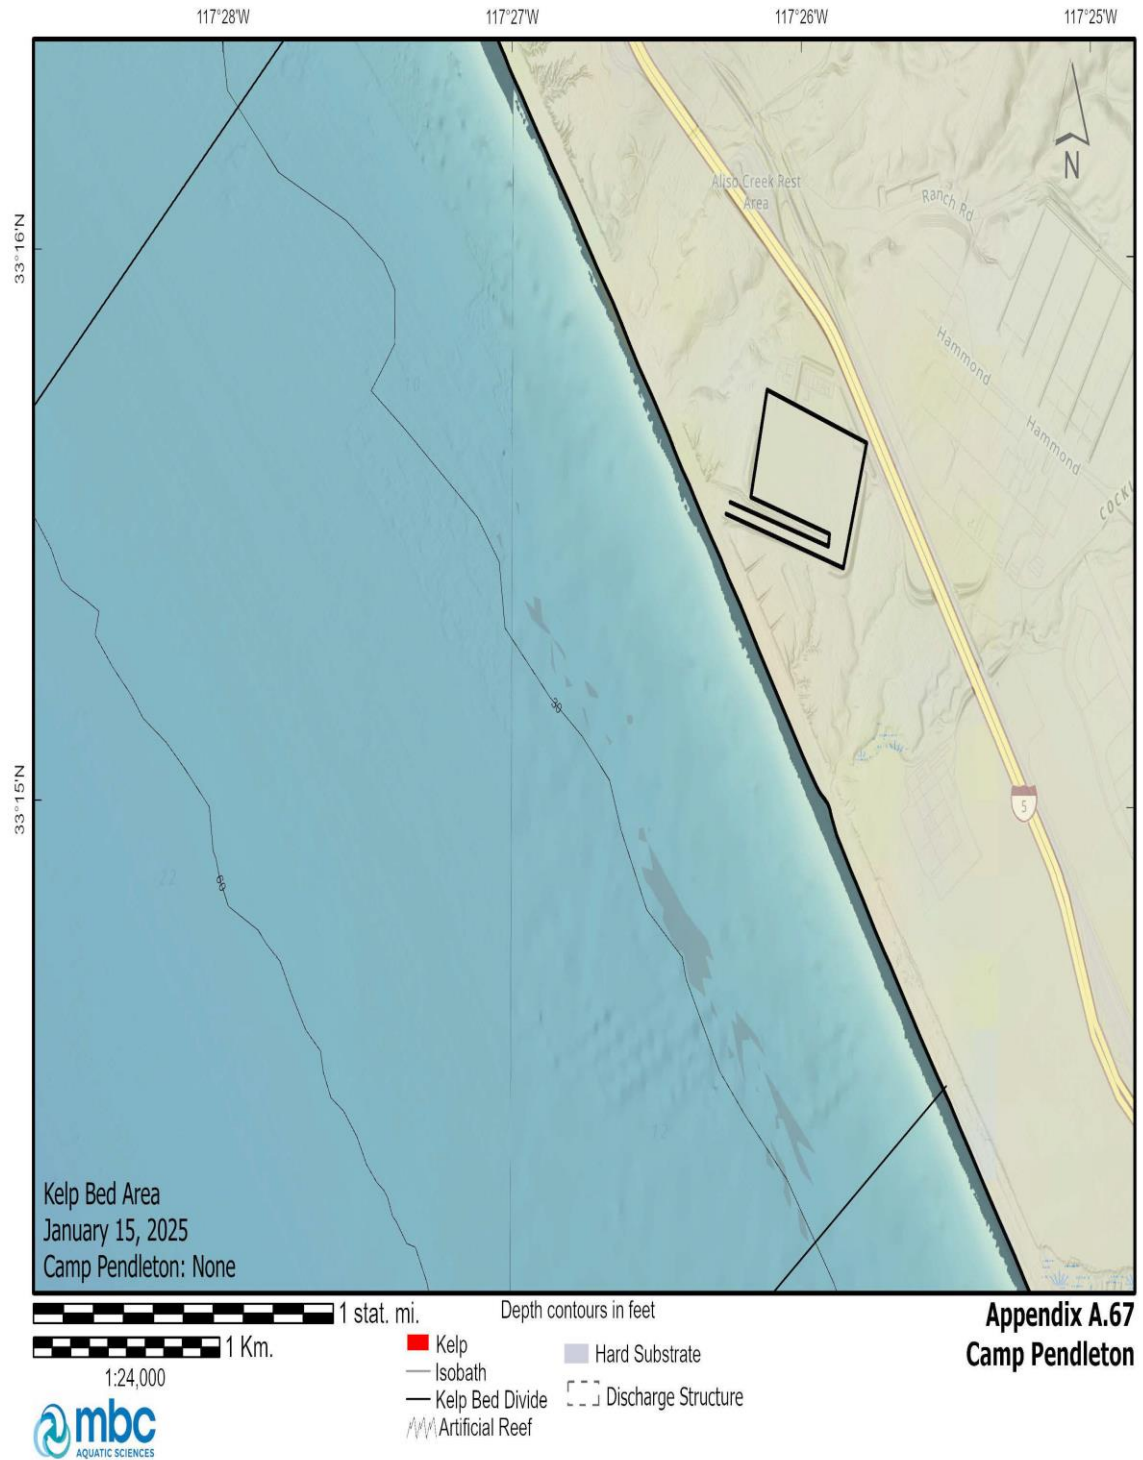 117°28'W
117°27'W
117°26'W
117°25'W
33°16'N
33°15'N
N
Aliso Creek Rest
Area
Ranch Rd
Hammond
Hammond
COCKL
30
60
5
12
Kelp Bed Area
January 15, 2025
Camp Pendleton: None
1 stat. mi.
1 Km.
1:24,000
Depth contours in feet
Kelp
Isobath
Kelp Bed Divide
Artificial Reef
Hard Substrate
Discharge Structure
Appendix A.67
Camp Pendleton
mbc
AQUATIC SCIENCES